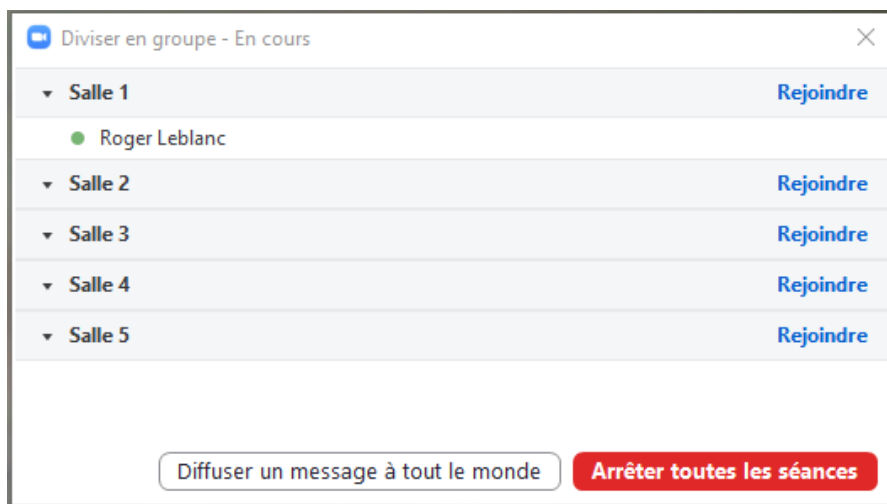 Diviser en groupe - En cours
Salle 1 Rejoindre
Roger Leblanc
Salle 2 Rejoindre
Salle 3 Rejoindre
Salle 4 Rejoindre
Salle 5 Rejoindre
Diffuser un message à tout le monde Arrêter toutes les séances